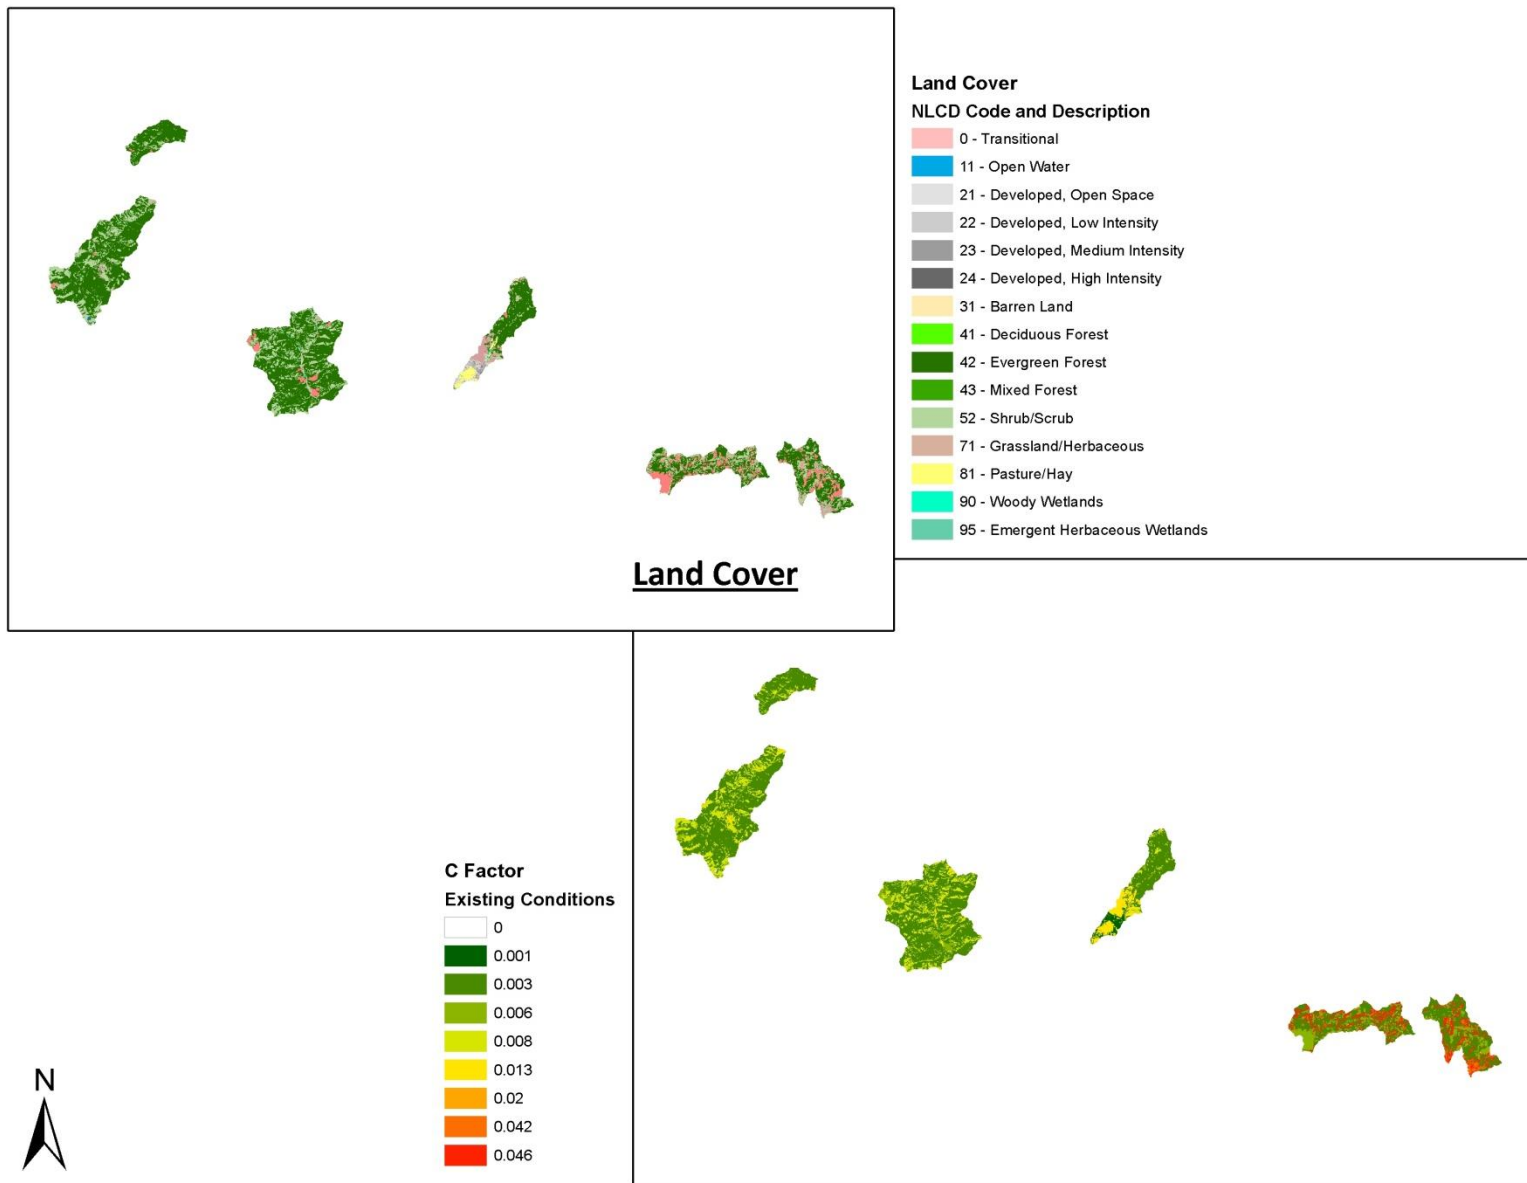 Land Cover
NLCD Code and Description
0 - Transitional
11 - Open Water
21 - Developed, Open Space
22 - Developed, Low Intensity
23 - Developed, Medium Intensity
24 - Developed, High Intensity
31 - Barren Land
41 - Deciduous Forest
42 - Evergreen Forest
43 - Mixed Forest
52 - Shrub/Scrub
71 - Grassland/Herbaceous
81 - Pasture/Hay
90 - Woody Wetlands
95 - Emergent Herbaceous Wetlands
Land Cover
C Factor
Existing Conditions
0
0.001
0.003
0.006
0.008
0.013
0.02
0.042
0.046
N